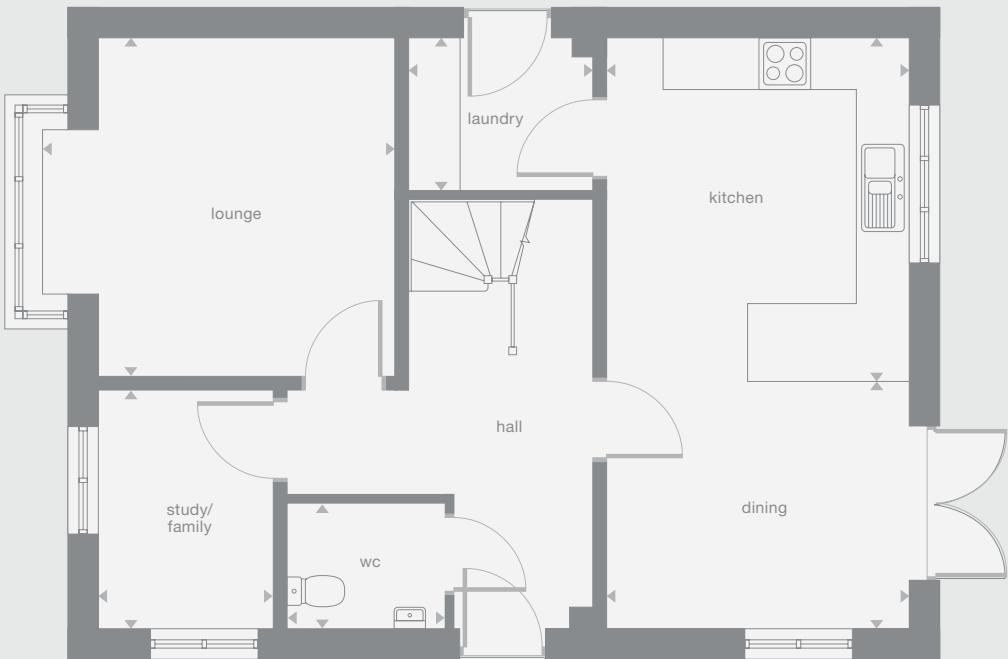 laundry
kitchen
lounge
hall
dining
study/
family
wc